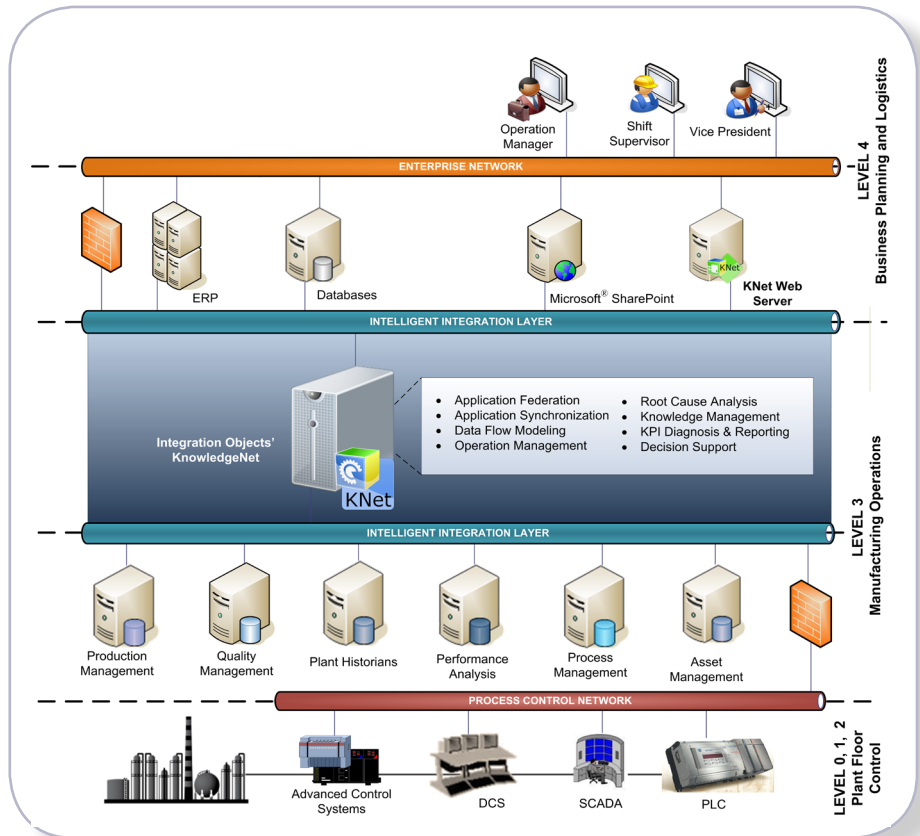 Operation
Manager
Shift
Supervisor
Vice President
LEVEL 4
Business Planning and Logistics
ENTERPRISE NETWORK
ERP
Databases
Microsoft® SharePoint
KNet
KNet Web
Server
INTELLIGENT INTEGRATION LAYER
Integration Objects'
KnowledgeNet
KNet
• Application Federation
• Application Synchronization
• Data Flow Modeling
• Operation Management
• Root Cause Analysis
• Knowledge Management
• KPI Diagnosis & Reporting
• Decision Support
LEVEL 3
Manufacturing Operations
INTELLIGENT INTEGRATION LAYER
Production
Management
Quality
Management
Plant Historians
Performance
Analysis
Process
Management
Asset
Management
PROCESS CONTROL NETWORK
Advanced Control
Systems
DCS
SCADA
PLC
LEVEL 0, 1, 2
Plant Floor
Control